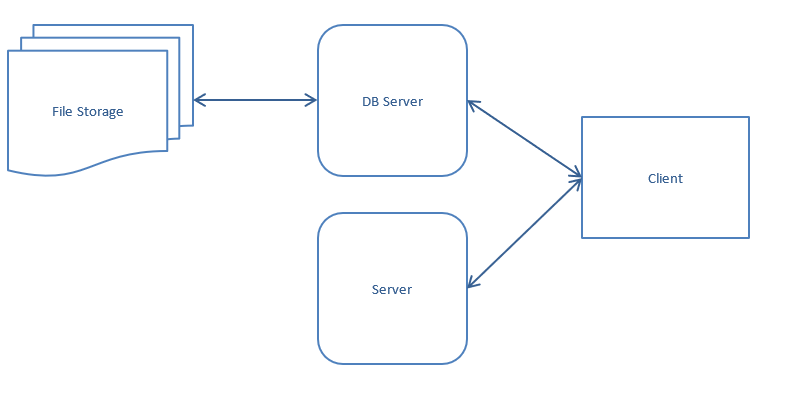 File Storage
DB Server
Client
Server